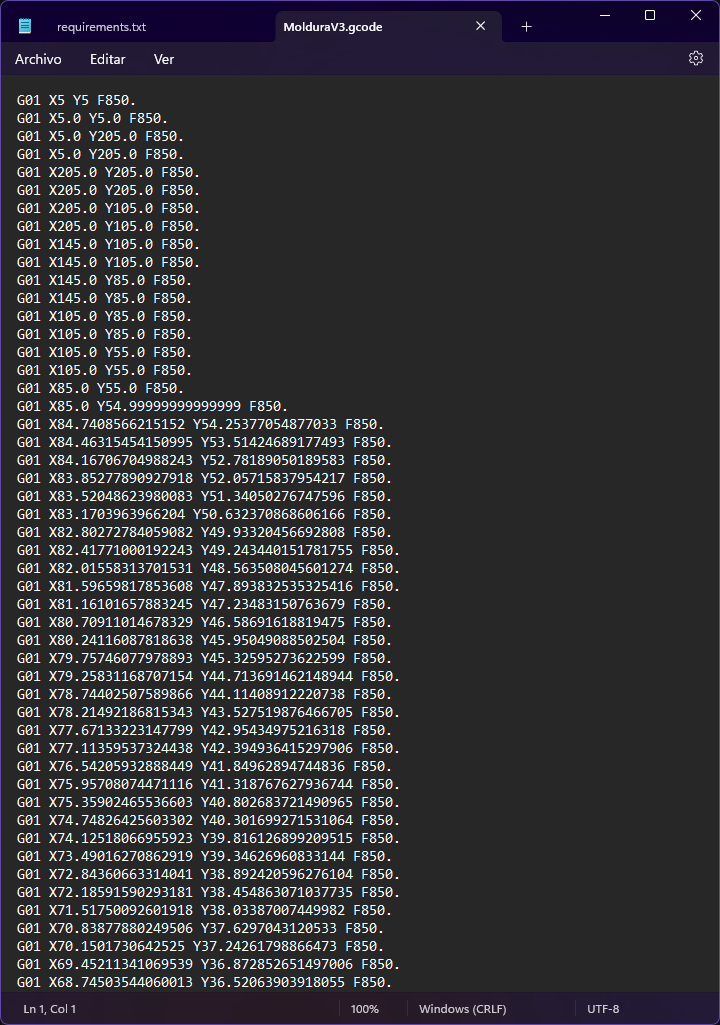 requirements.txt
MolduraV3.gcode
Archivo Editar Ver
G01 X5 Y5 F850.
G01 X5.0 Y5.0 F850.
G01 X5.0 Y205.0 F850.
G01 X5.0 Y205.0 F850.
G01 X205.0 Y205.0 F850.
G01 X205.0 Y205.0 F850.
G01 X205.0 Y105.0 F850.
G01 X205.0 Y105.0 F850.
G01 X145.0 Y105.0 F850.
G01 X145.0 Y105.0 F850.
G01 X145.0 Y85.0 F850.
G01 X145.0 Y85.0 F850.
G01 X105.0 Y85.0 F850.
G01 X105.0 Y85.0 F850.
G01 X105.0 Y55.0 F850.
G01 X105.0 Y55.0 F850.
G01 X85.0 Y55.0 F850.
G01 X85.0 Y54.99999999999999 F850.
G01 X84.7408566215152 Y54.25377054877033 F850.
G01 X84.46315454150995 Y53.51424689177493 F850.
G01 X84.16706704988243 Y52.78189050189583 F850.
G01 X83.85277890927918 Y52.05715837954217 F850.
G01 X83.52048623980083 Y51.34050276747596 F850.
G01 X83.1703963966204 Y50.632370868606166 F850.
G01 X82.80272784059082 Y49.93320456692808 F850.
G01 X82.41771000192243 Y49.243440151781755 F850.
G01 X82.01558313701531 Y48.563508045601274 F850.
G01 X81.59659817853608 Y47.893832535325416 F850.
G01 X81.16101657883245 Y47.23483150763679 F850.
G01 X80.70911014678329 Y46.58691618819475 F850.
G01 X80.24116087818638 Y45.95049088502504 F850.
G01 X79.75746077978893 Y45.32595273622599 F850.
G01 X79.25831168707154 Y44.713691462148944 F850.
G01 X78.74402507589866 Y44.11408912220738 F850.
G01 X78.21492186815343 Y43.527519876466705 F850.
G01 X77.67133223147799 Y42.95434975216318 F850.
G01 X77.11359537324438 Y42.394936415297906 F850.
G01 X76.54205932888449 Y41.84962894744836 F850.
G01 X75.95708074471116 Y41.318767627936744 F850.
G01 X75.35902465536603 Y40.802683721490965 F850.
G01 X74.74826425603302 Y40.301699271531064 F850.
G01 X74.12518066955923 Y39.816126899209515 F850.
G01 X73.49016270862919 Y39.34626960833144 F850.
G01 X72.84360663314041 Y38.892420596276104 F850.
G01 X72.18591590293181 Y38.454863071037735 F850.
G01 X71.51750092601918 Y38.03387007449982 F850.
G01 X70.83877880249506 Y37.6297043120533 F850.
G01 X70.1501730642525 Y37.24261798866473 F850.
G01 X69.45211341069539 Y36.872852651497006 F850.
G01 X68.74503544060013 Y36.52063903918055 F850.
Ln 1, Col 1 100% Windows (CRLF) UTF-8